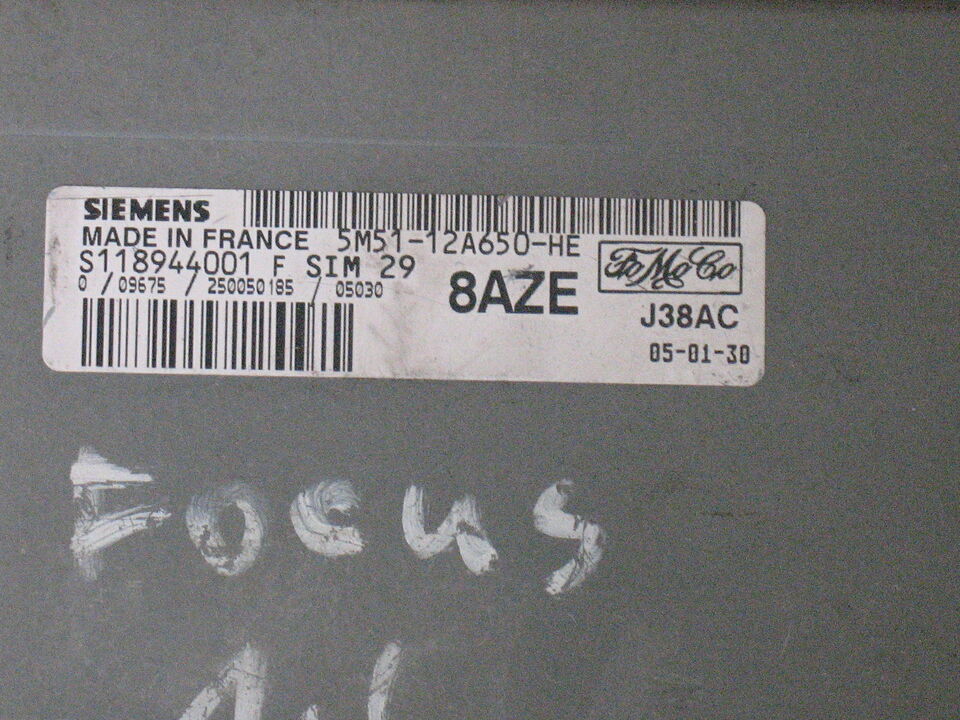 SIEMENS
MADE IN FRANCE 5M51-12A650-HE
S118944001 F SIM 29
0 / 09675 / 250050185 / 05030
8AZE
FoMoCo
J38AC
05-01-30
Focus